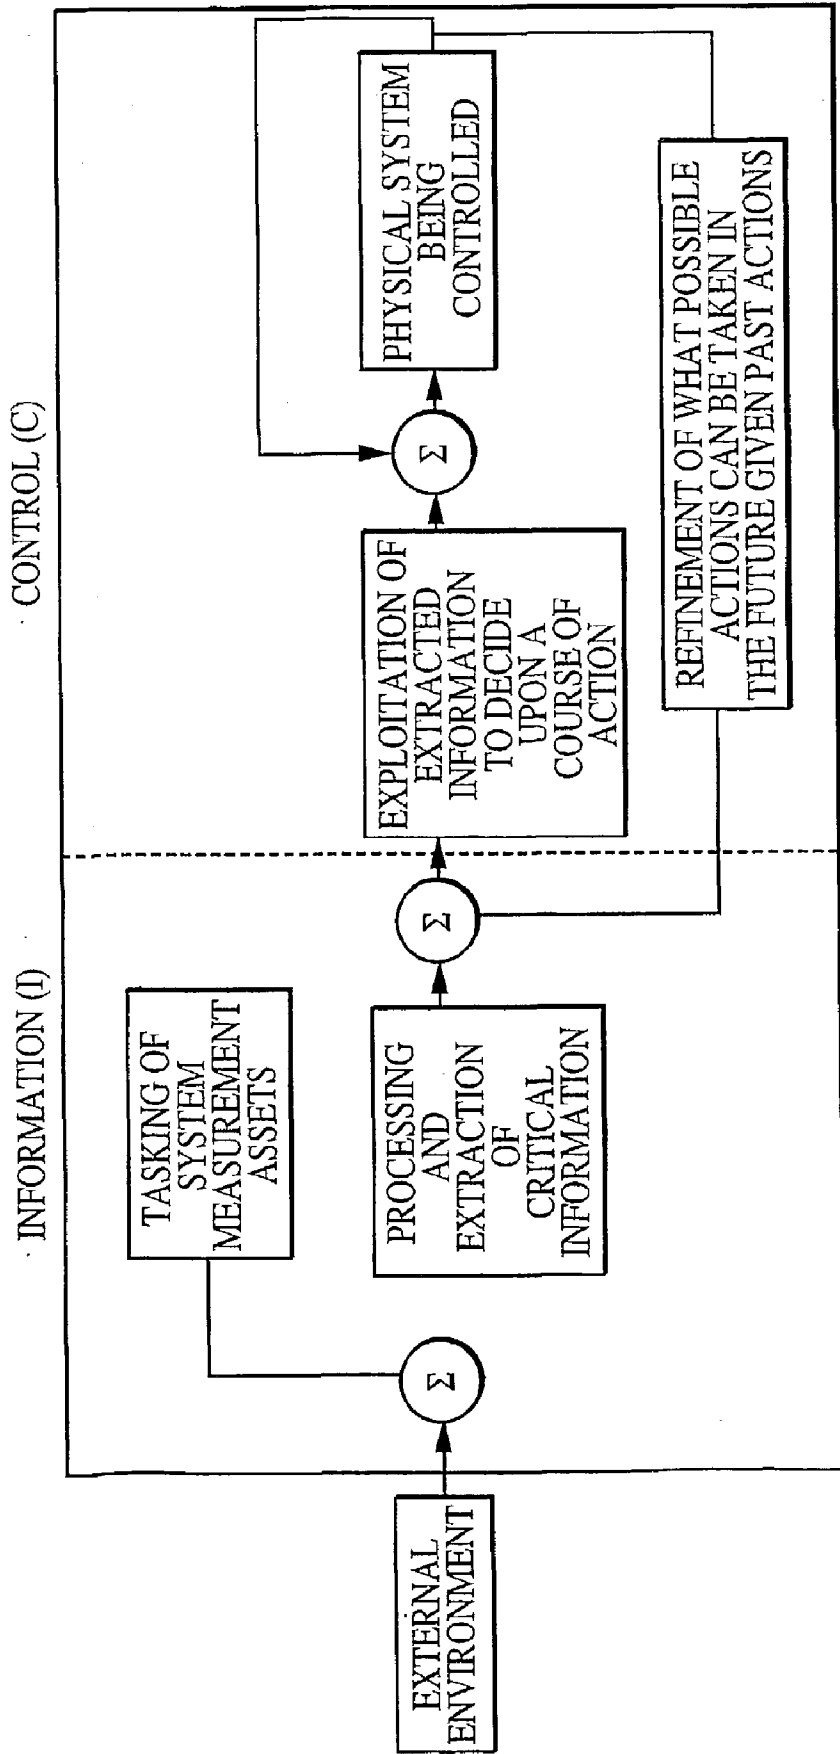 INFORMATION (I)
CONTROL (C)
EXTERNAL
ENVIRONMENT
Σ
TASKING OF
SYSTEM
MEASUREMENT
ASSETS
PROCESSING
AND
EXTRACTION
OF
CRITICAL
INFORMATION
Σ
EXPLOITATION OF
EXTRACTED
INFORMATION
TO DECIDE
UPON A
COURSE OF
ACTION
Σ
PHYSICAL SYSTEM
BEING
CONTROLLED
REFINEMENT OF WHAT POSSIBLE
ACTIONS CAN BE TAKEN IN
THE FUTURE GIVEN PAST ACTIONS